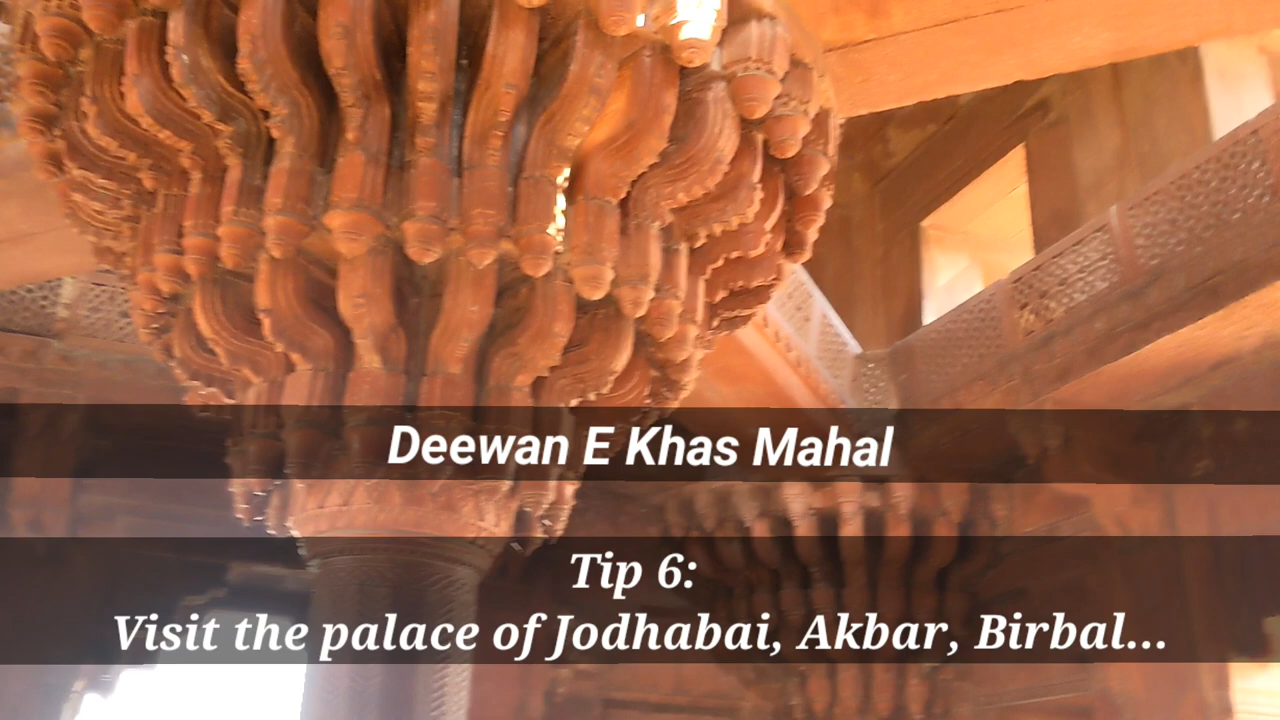 Deewan E Khas Mahal
Tip 6:
Visit the palace of Jodhabai, Akbar, Birbal...